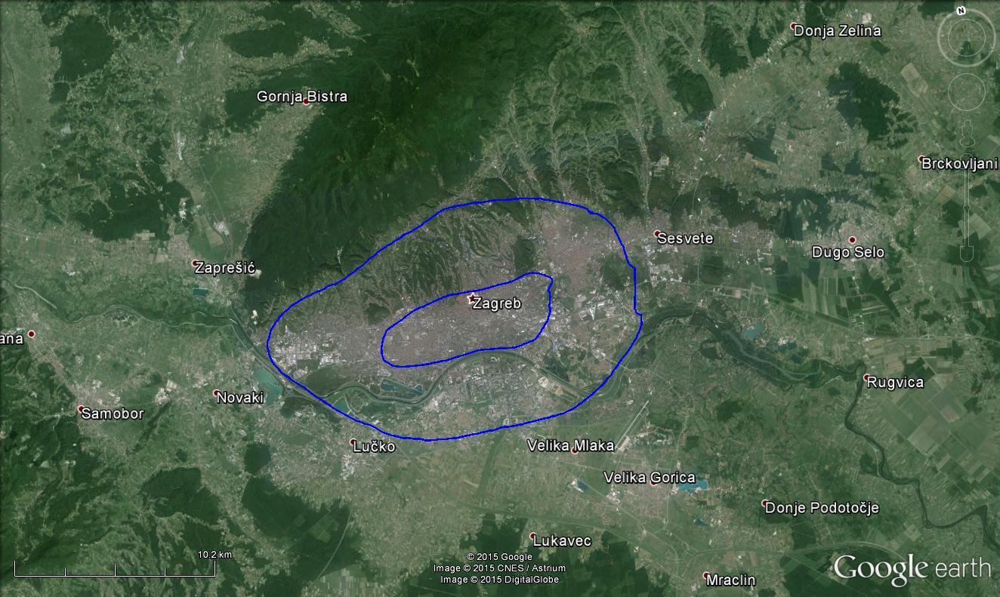 N
Donja Zelina
Gornja Bistra
Brckovljani
Sesvete
Dugo Selo
Zaprešić
Zagreb
ana
Rugvica
Novaki
Samobor
Lučko
Velika Mlaka
Velika Gorica
Donje Podotočje
Lukavec
10.2 km
© 2015 Google
Image © 2015 CNES / Astrium
Image © 2015 DigitalGlobe
Google earth
Mraclin